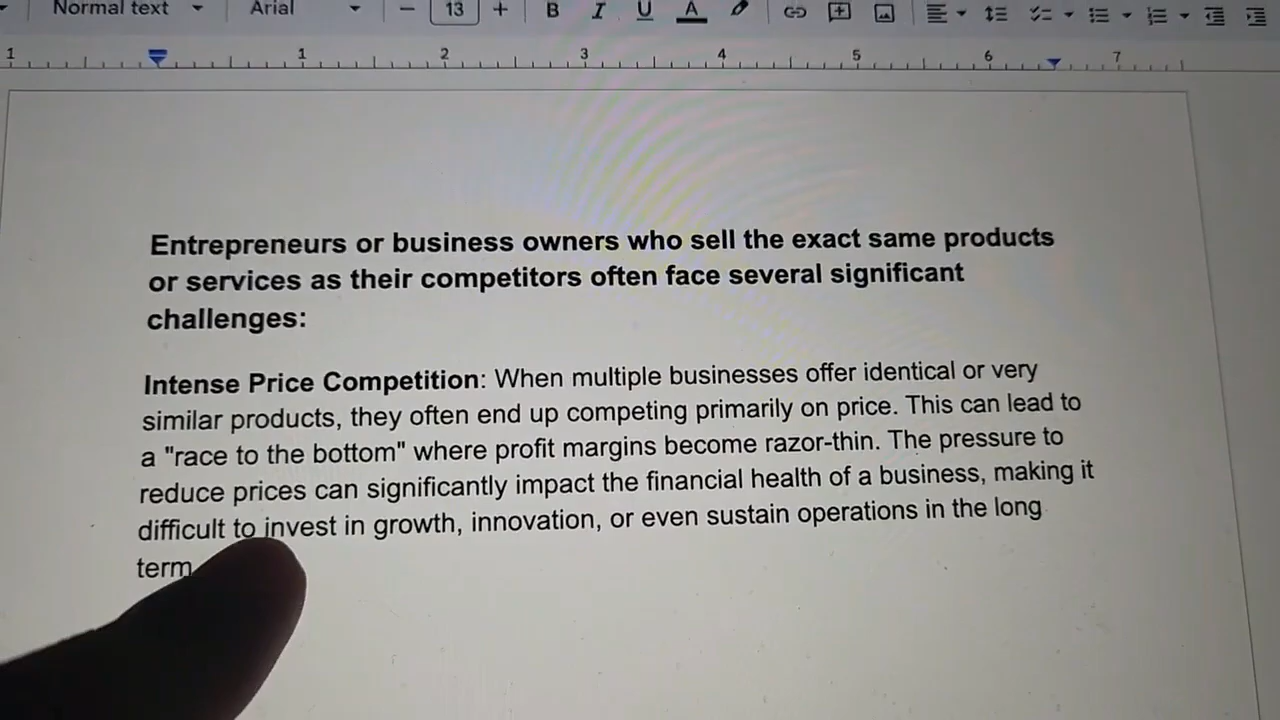 Normal text Arial 13 B I U A
1 1 2 3 4 5 6 7
Entrepreneurs or business owners who sell the exact same products
or services as their competitors often face several significant
challenges:
Intense Price Competition: When multiple businesses offer identical or very
similar products, they often end up competing primarily on price. This can lead to
a "race to the bottom" where profit margins become razor-thin. The pressure to
reduce prices can significantly impact the financial health of a business, making it
difficult to invest in growth, innovation, or even sustain operations in the long
term